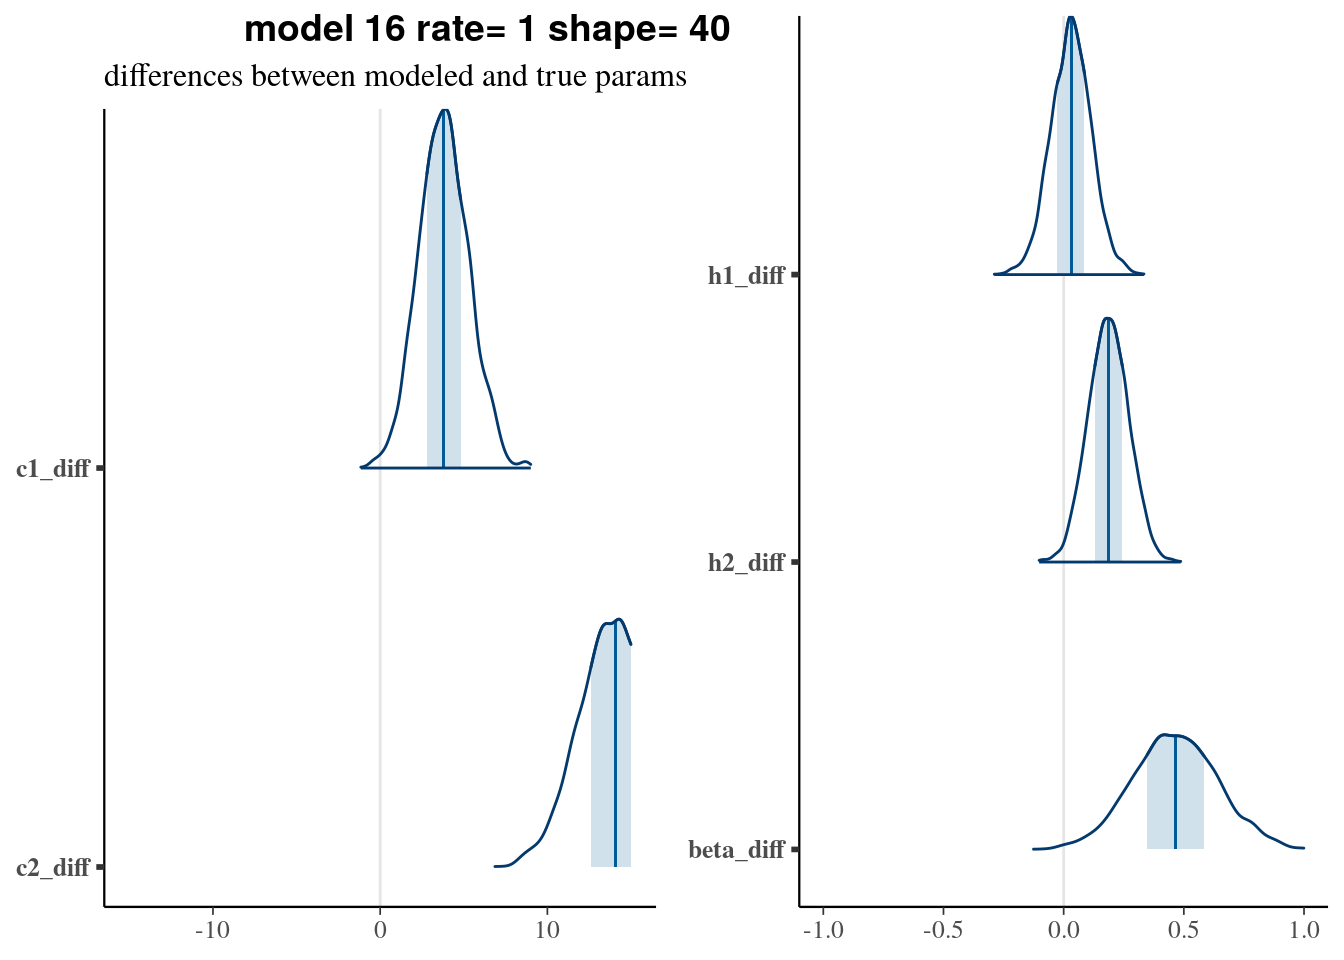 model 16 rate= 1 shape= 40
differences between modeled and true params
c1_diff
c2_diff
-10 0 10
h1_diff
h2_diff
beta_diff
-1.0 -0.5 0.0 0.5 1.0